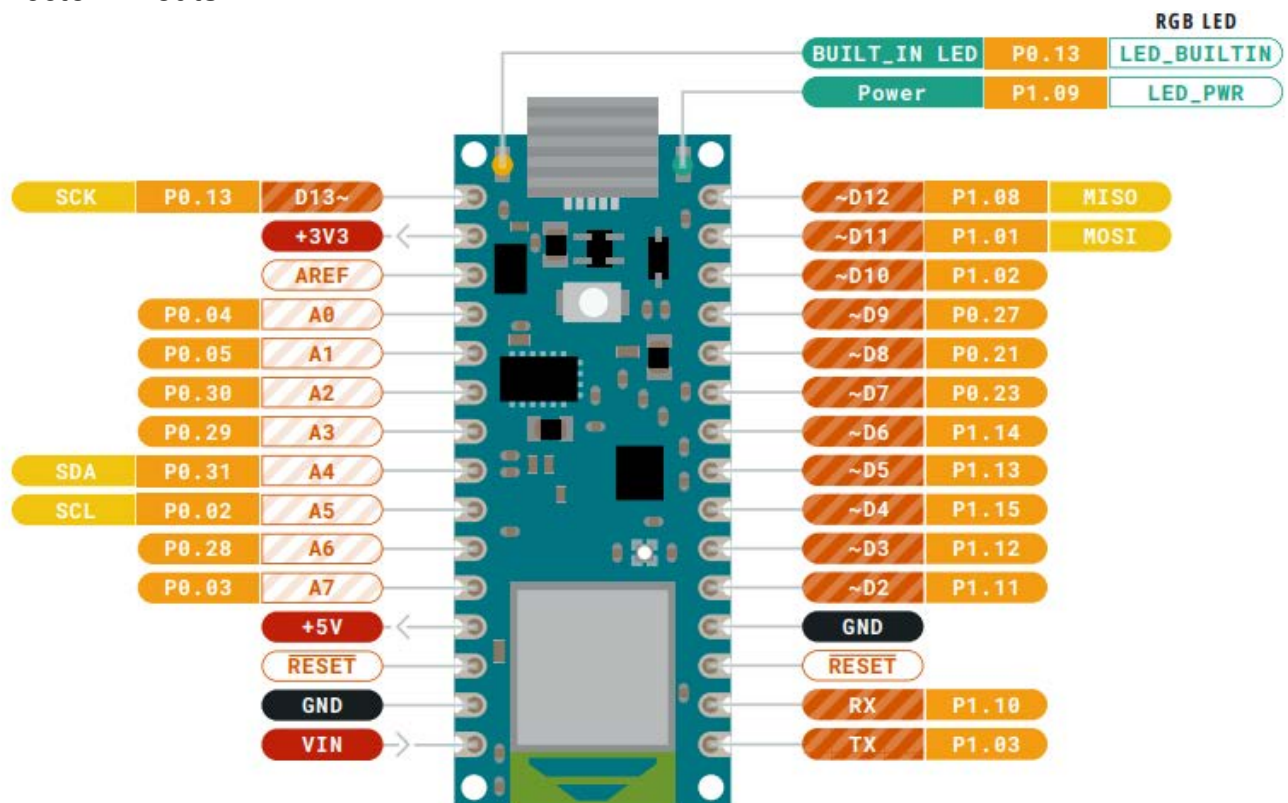 RGB LED
BUILT_IN LED P0.13 LED_BUILTIN
Power P1.09 LED_PWR
SCK P0.13 D13~ ~D12 P1.08 MISO
+3V3 ~D11 P1.01 MOSI
AREF ~D10 P1.02
P0.04 A0 ~D9 P0.27
P0.05 A1 ~D8 P0.21
P0.30 A2 ~D7 P0.23
P0.29 A3 ~D6 P1.14
SDA P0.31 A4 ~D5 P1.13
SCL P0.02 A5 ~D4 P1.15
P0.28 A6 ~D3 P1.12
P0.03 A7 ~D2 P1.11
+5V GND
RESET RESET
GND RX P1.10
VIN TX P1.03